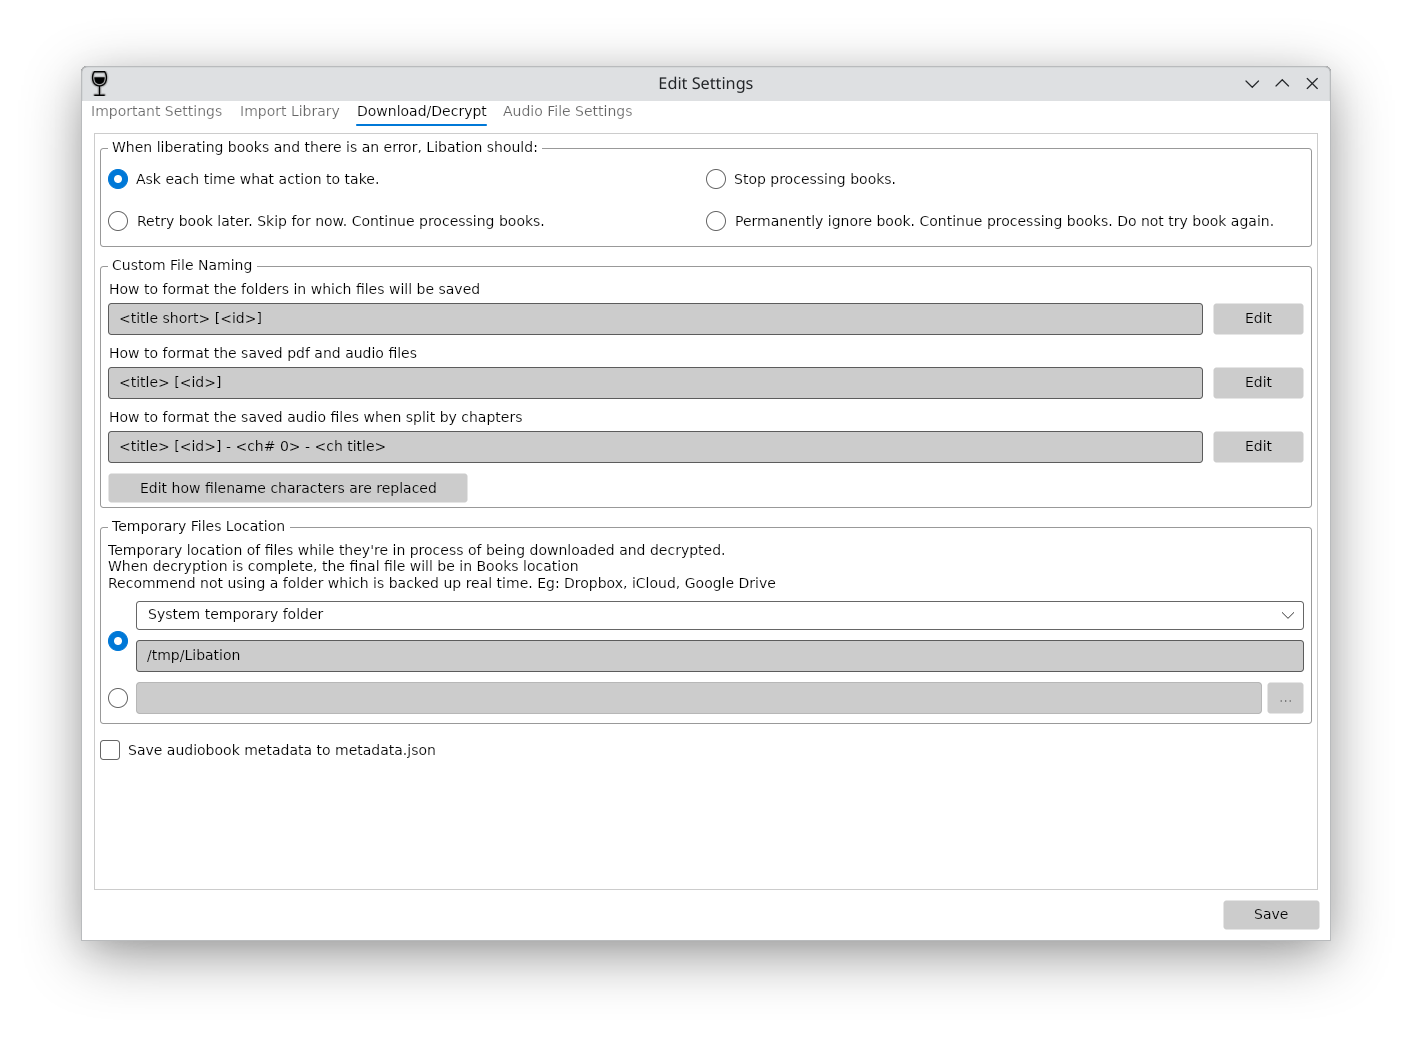 Edit Settings
Important Settings Import Library Download/Decrypt Audio File Settings
When liberating books and there is an error, Libation should:
Ask each time what action to take. Stop processing books.
Retry book later. Skip for now. Continue processing books. Permanently ignore book. Continue processing books. Do not try book again.
Custom File Naming
How to format the folders in which files will be saved
<title short> [<id>] Edit
How to format the saved pdf and audio files
<title> [<id>] Edit
How to format the saved audio files when split by chapters
<title> [<id>] - <ch# 0> - <ch title> Edit
Edit how filename characters are replaced
Temporary Files Location
Temporary location of files while they're in process of being downloaded and decrypted.
When decryption is complete, the final file will be in Books location
Recommend not using a folder which is backed up real time. Eg: Dropbox, iCloud, Google Drive
System temporary folder
/tmp/Libation
...
Save audiobook metadata to metadata.json
Save